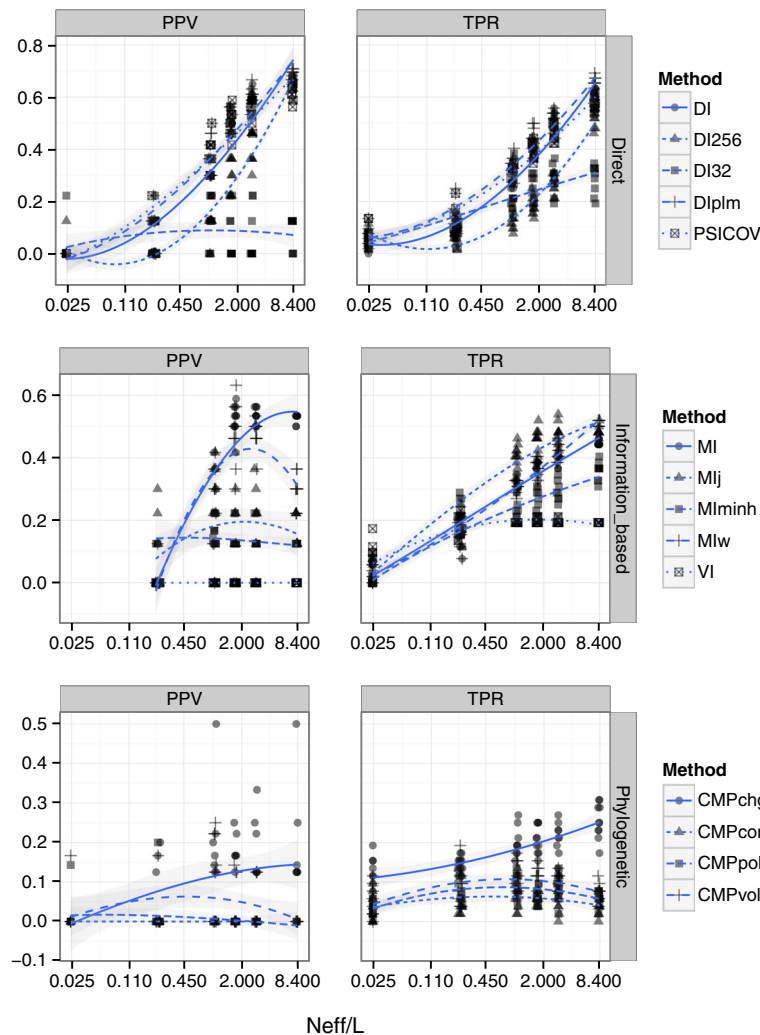 PPV
TPR
0.8
0.6
0.4
0.2
0.0
0.025 0.110 0.450 2.000 8.400
0.025 0.110 0.450 2.000 8.400
Direct
Method
DI
DI256
DI32
DIplm
PSICOV
PPV
TPR
0.6
0.4
0.2
0.0
0.025 0.110 0.450 2.000 8.400
0.025 0.110 0.450 2.000 8.400
Information_based
Method
MI
MIj
MIminh
MIw
VI
PPV
TPR
0.5
0.4
0.3
0.2
0.1
0.0
−0.1
0.025 0.110 0.450 2.000 8.400
0.025 0.110 0.450 2.000 8.400
Phylogenetic
Method
CMPchg
CMPcor
CMPpol
CMPvol
Neff/L